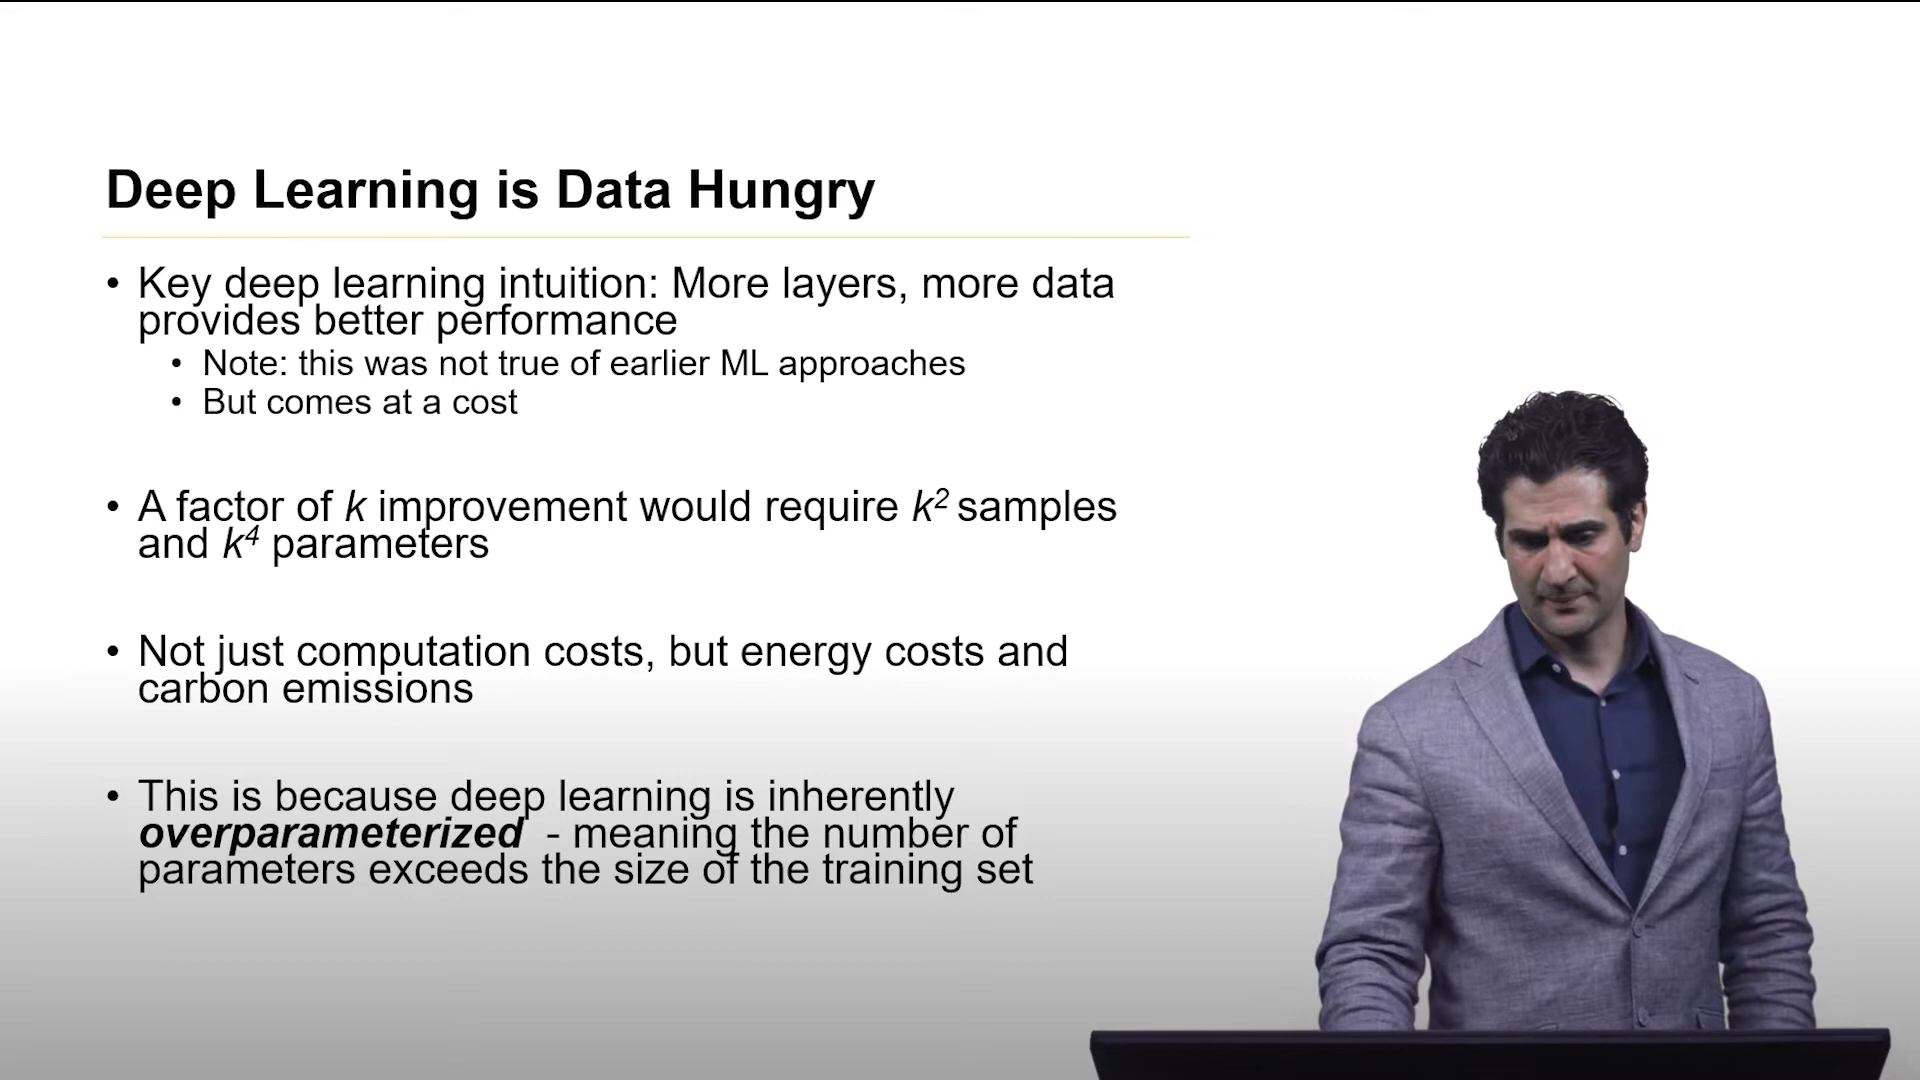 Deep Learning is Data Hungry
• Key deep learning intuition: More layers, more data
provides better performance
• Note: this was not true of earlier ML approaches
• But comes at a cost
• A factor of k improvement would require k² samples
and k⁴ parameters
• Not just computation costs, but energy costs and
carbon emissions
• This is because deep learning is inherently
overparameterized - meaning the number of
parameters exceeds the size of the training set